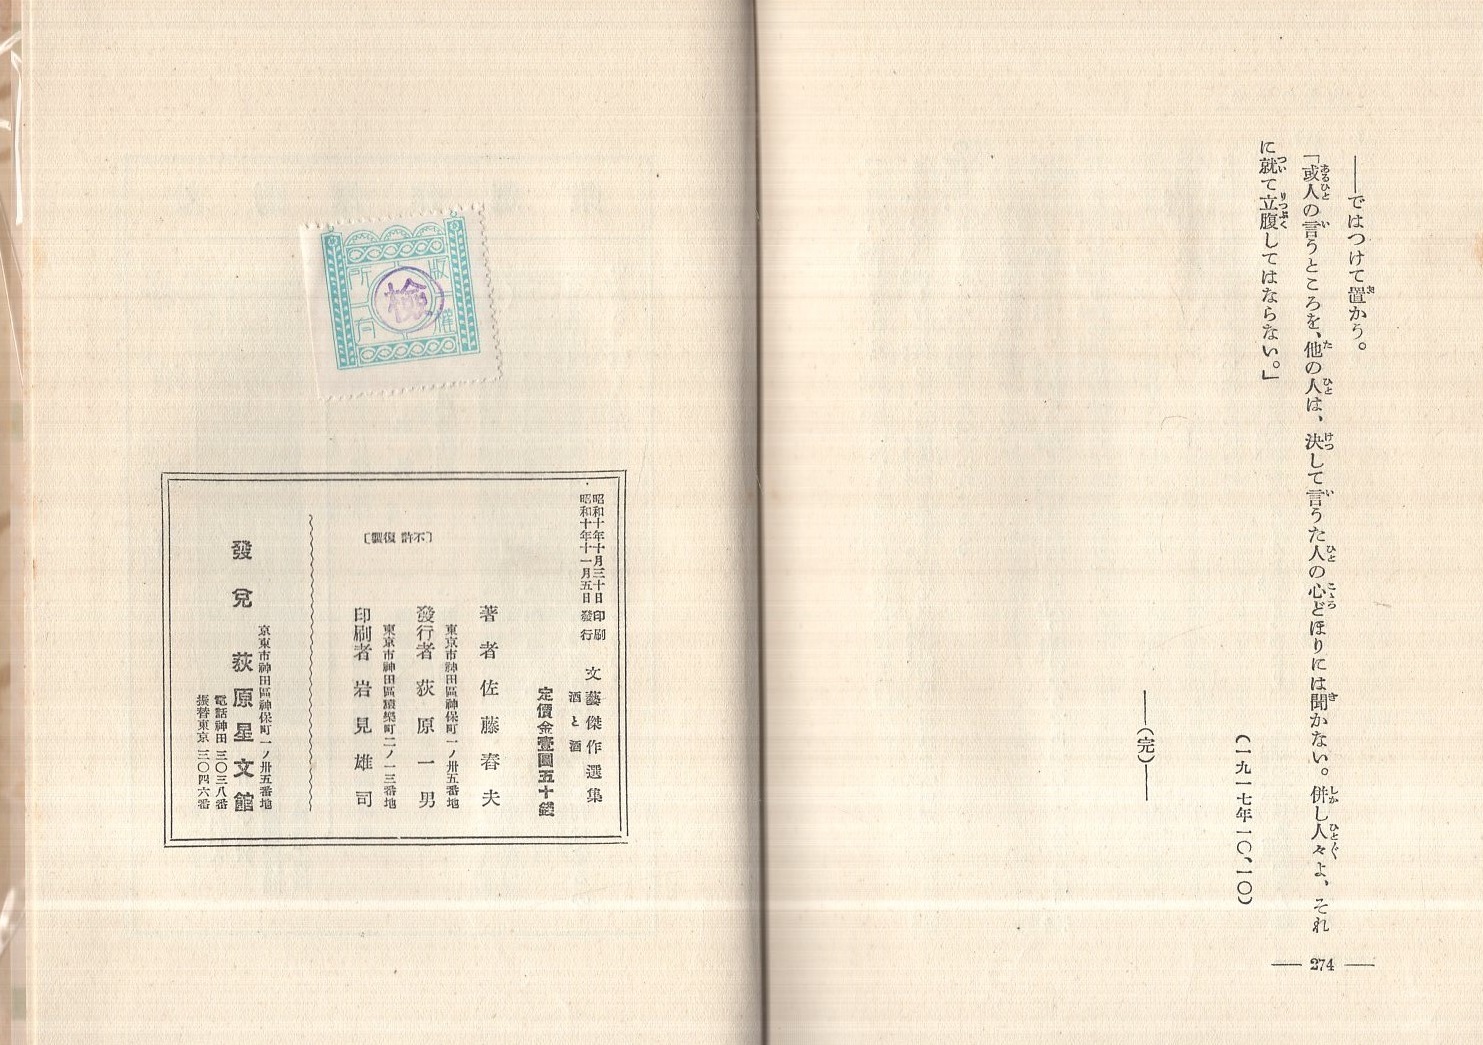 ――ではつけて置かう。
「或人の言うところを、他の人は、決して言うた人の心どほりには聞かない。併し人々よ、それ
に就て立腹してはならない。」
(一九一七年一〇、一〇)
――(完)――
― 274 ―
檢
所有
權
昭和十年十月三十日印刷
昭和十年十一月五日發行
文藝傑作選集
酒と酒
定價金壹圓五十錢
著者 佐藤春夫
東京市神田區神保町一ノ卅五番地
發行者 荻原一男
東京市神田區猿樂町二ノ一三番地
印刷者 岩見雄司
〔不許復製〕
京東市神田區神保町一ノ卅五番地
發兌 荻原星文館
電話神田三〇三八番
振替東京三〇四六番